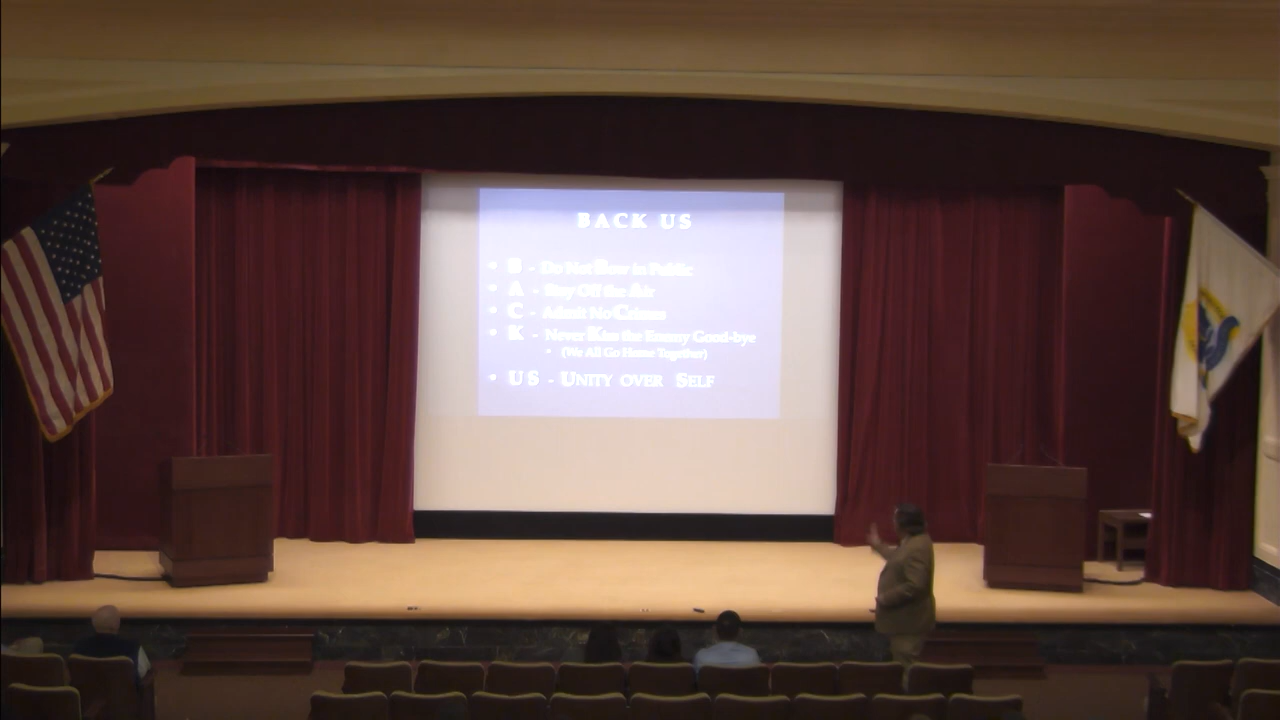 BACK US
• B - Do Not Bow in Public
• A - Stay Off the Air
• C - Admit No Crimes
• K - Never Kiss the Enemy Good-bye
• (We All Go Home Together)
• US - UNITY OVER SELF